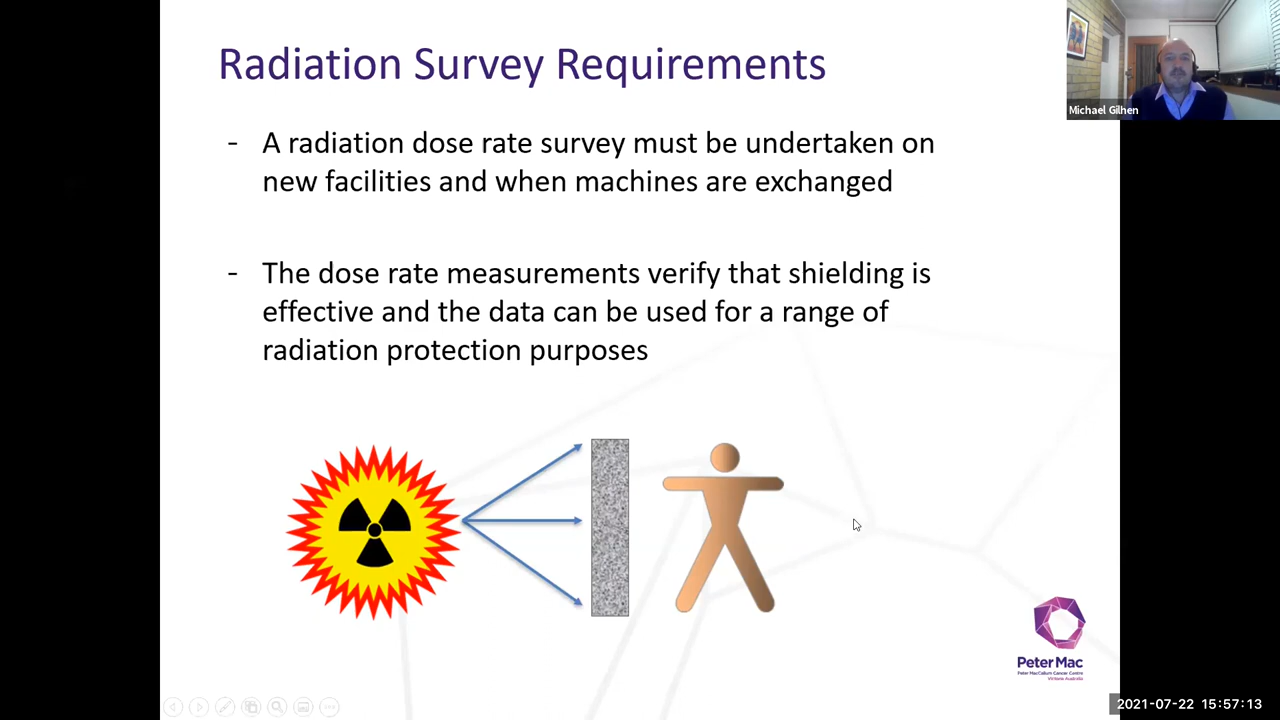 Radiation Survey Requirements
Michael Gilhen
- A radiation dose rate survey must be undertaken on
new facilities and when machines are exchanged
- The dose rate measurements verify that shielding is
effective and the data can be used for a range of
radiation protection purposes
Peter Mac
Peter MacCallum Cancer Centre
Victoria Australia
2021-07-22 15:57:13